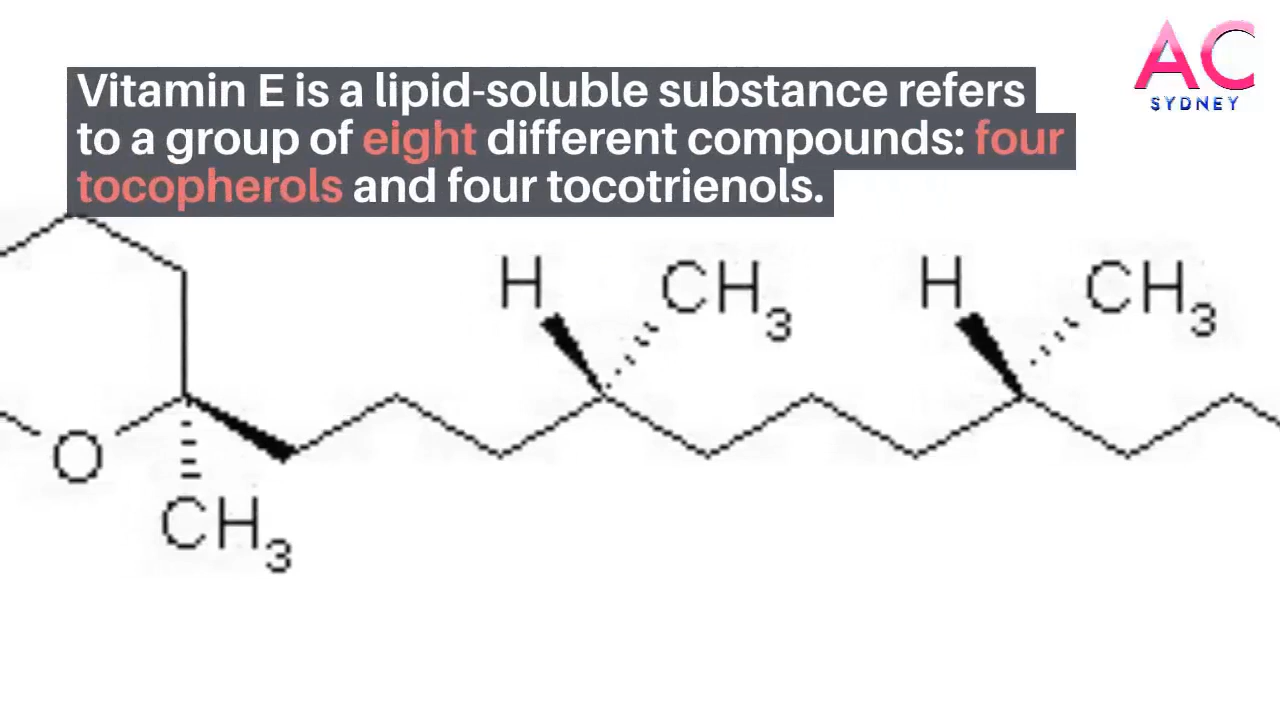 AC
SYDNEY
Vitamin E is a lipid-soluble substance refers
to a group of eight different compounds: four
tocopherols and four tocotrienols.
H CH3 H CH3
O
CH3